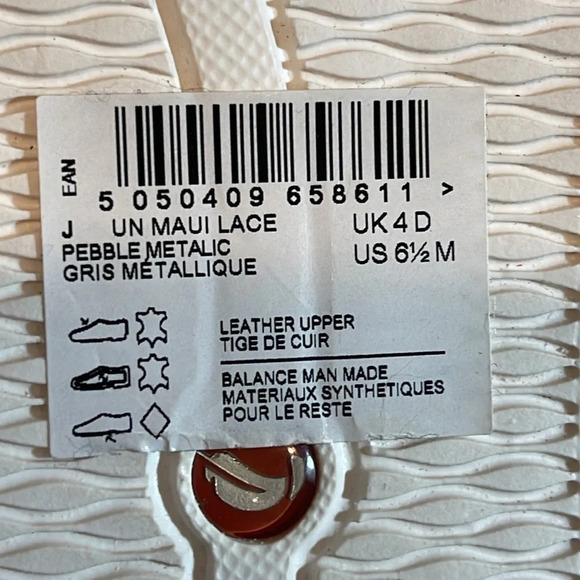 EAN
5 050409 658611 >
J UN MAUI LACE UK 4 D
PEBBLE METALIC US 6½ M
GRIS MÉTALLIQUE
LEATHER UPPER
TIGE DE CUIR
BALANCE MAN MADE
MATERIAUX SYNTHETIQUES
POUR LE RESTE